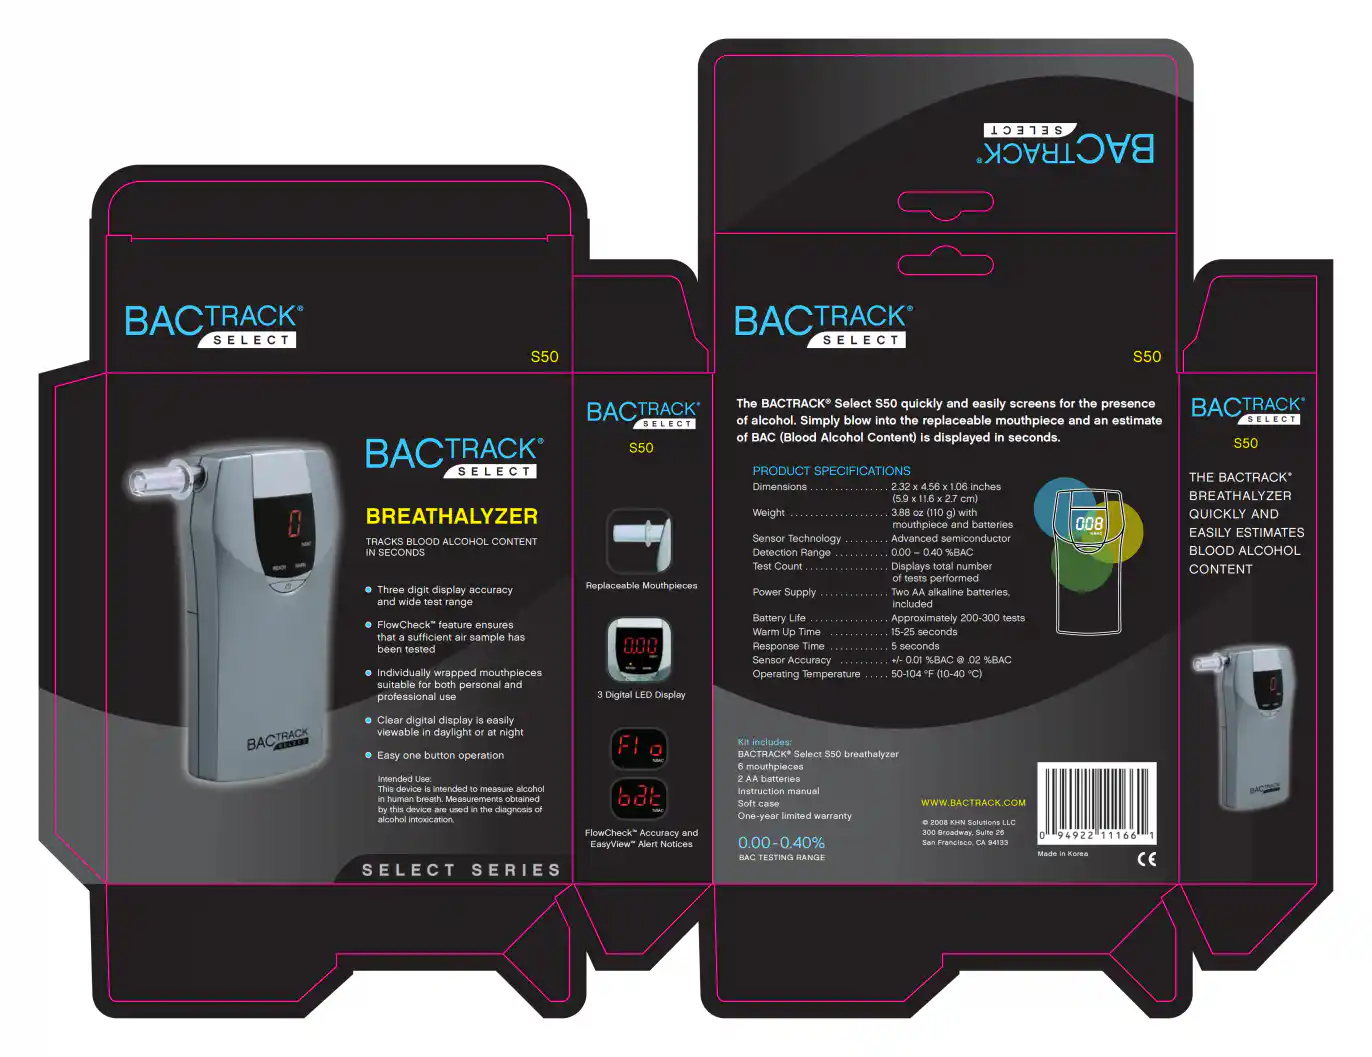 BACTRACK®
SELECT
BACTRACK®
SELECT
S50
BACTRACK®
SELECT
BREATHALYZER
TRACKS BLOOD ALCOHOL CONTENT
IN SECONDS
Three digit display accuracy
and wide test range
FlowCheck™ feature ensures
that a sufficient air sample has
been tested
Individually wrapped mouthpieces
suitable for both personal and
professional use
Clear digital display is easily
viewable in daylight or at night
Easy one button operation
Intended Use:
This device is intended to measure alcohol
in human breath. Measurements obtained
by this device are used in the diagnosis of
alcohol intoxication.
SELECT SERIES
0
%BAC
READY WARN
BACTRACK
SELECT
BACTRACK®
SELECT
S50
Replaceable Mouthpieces
0.00
3 Digital LED Display
Flo
%BAC
bat
%BAC
FlowCheck™ Accuracy and
EasyView™ Alert Notices
BACTRACK®
SELECT
S50
The BACTRACK® Select S50 quickly and easily screens for the presence
of alcohol. Simply blow into the replaceable mouthpiece and an estimate
of BAC (Blood Alcohol Content) is displayed in seconds.
PRODUCT SPECIFICATIONS
Dimensions . . . . . . . . . . . . . . . . 2.32 x 4.56 x 1.06 inches
(5.9 x 11.6 x 2.7 cm)
Weight . . . . . . . . . . . . . . . . . . . 3.88 oz (110 g) with
mouthpiece and batteries
Sensor Technology . . . . . . . . . Advanced semiconductor
Detection Range . . . . . . . . . . . 0.00 – 0.40 %BAC
Test Count . . . . . . . . . . . . . . . . . Displays total number
of tests performed
Power Supply . . . . . . . . . . . . . . Two AA alkaline batteries,
included
Battery Life . . . . . . . . . . . . . . . . Approximately 200-300 tests
Warm Up Time . . . . . . . . . . . . 15-25 seconds
Response Time . . . . . . . . . . . . 5 seconds
Sensor Accuracy . . . . . . . . . . +/- 0.01 %BAC @ .02 %BAC
Operating Temperature . . . . . 50-104 °F (10-40 °C)
0.08
%BAC
Kit includes:
BACTRACK® Select S50 breathalyzer
6 mouthpieces
2 AA batteries
Instruction manual
Soft case
One-year limited warranty
0.00-0.40%
BAC TESTING RANGE
WWW.BACTRACK.COM
© 2008 KHN Solutions LLC
300 Broadway, Suite 26
San Francisco, CA 94133
0 94922 11166 1
Made in Korea
CE
BACTRACK®
SELECT
S50
THE BACTRACK®
BREATHALYZER
QUICKLY AND
EASILY ESTIMATES
BLOOD ALCOHOL
CONTENT
0
BACTRACK
SELECT